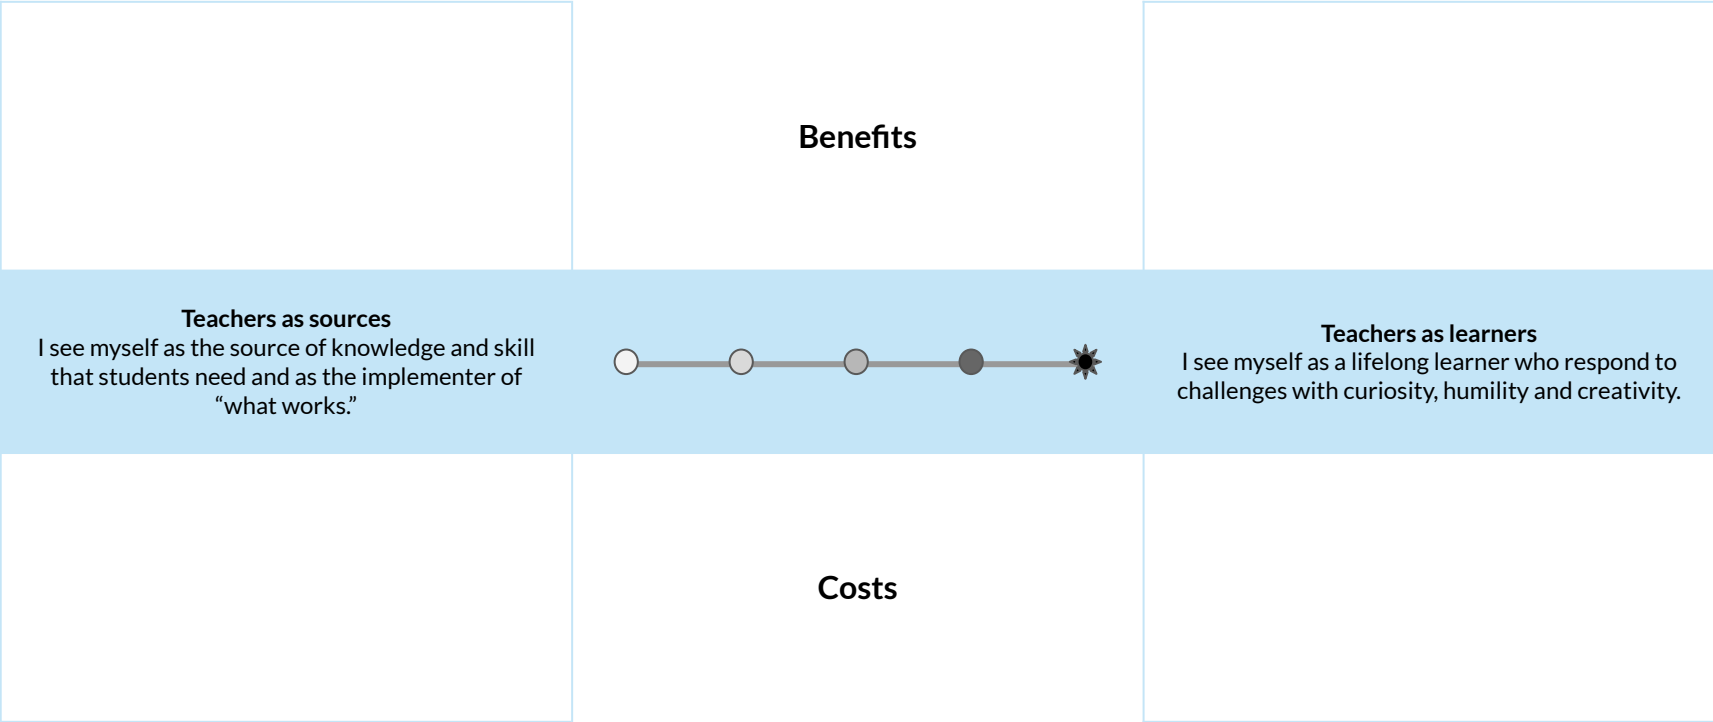 Benefits
Teachers as sources
I see myself as the source of knowledge and skill
that students need and as the implementer of
“what works.”
Teachers as learners
I see myself as a lifelong learner who respond to
challenges with curiosity, humility and creativity.
Costs